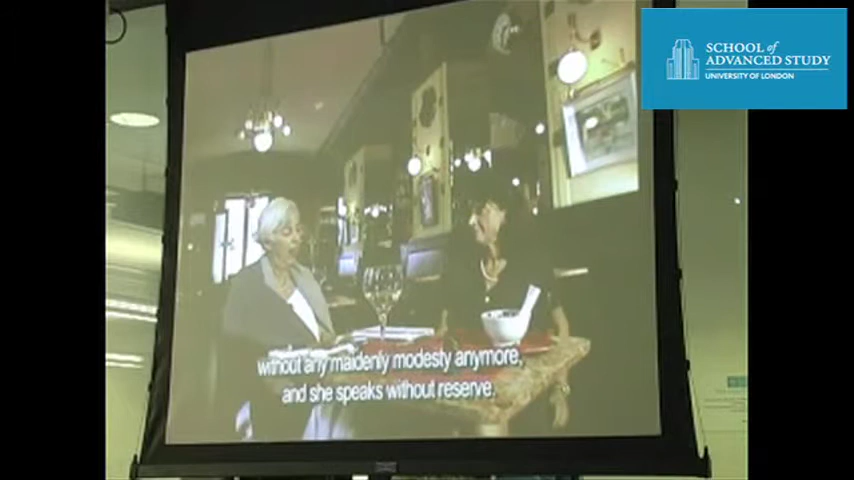 SCHOOL of
ADVANCED STUDY
UNIVERSITY OF LONDON
without any maidenly modesty anymore,
and she speaks without reserve.